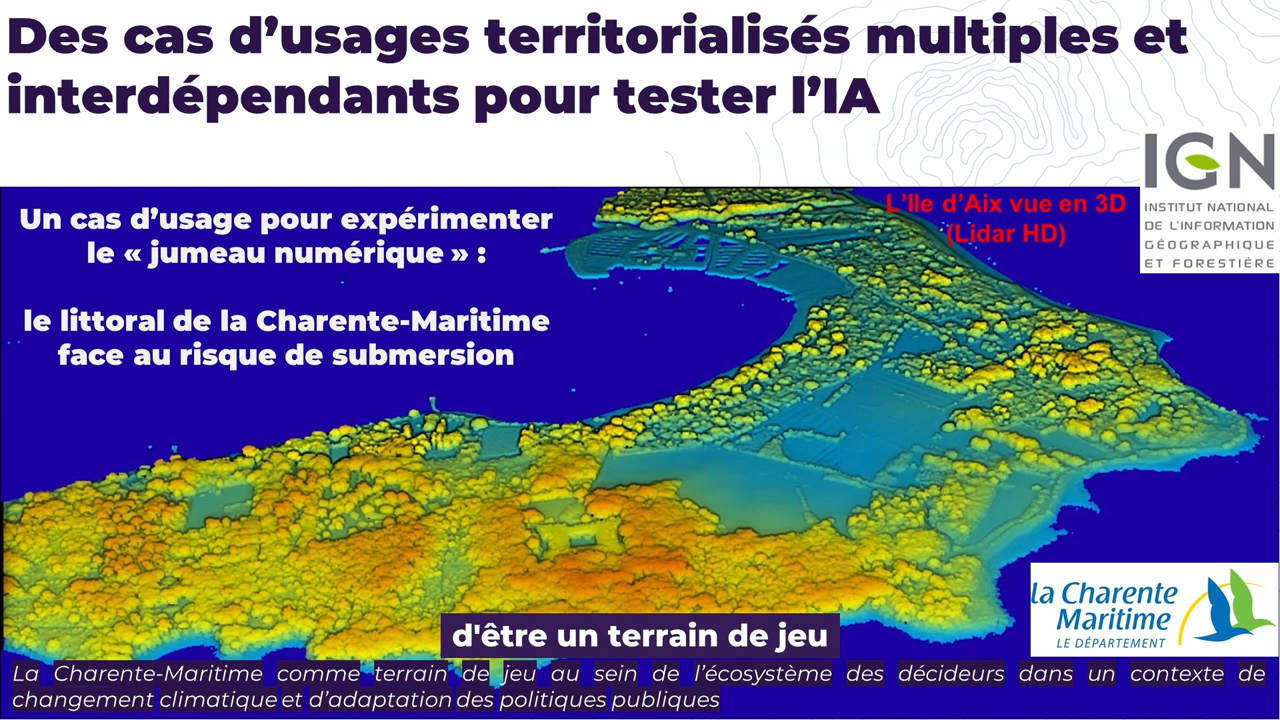 Des cas d’usages territorialisés multiples et
interdépendants pour tester l’IA
IGN
INSTITUT NATIONAL
DE L’INFORMATION
GÉOGRAPHIQUE
ET FORESTIÈRE
Un cas d’usage pour expérimenter
le « jumeau numérique » :
le littoral de la Charente-Maritime
face au risque de submersion
L’Ile d’Aix vue en 3D
(Lidar HD)
la Charente
Maritime
LE DÉPARTEMENT
d'être un terrain de jeu
La Charente-Maritime comme terrain de jeu au sein de l’écosystème des décideurs dans un contexte de
changement climatique et d’adaptation des politiques publiques